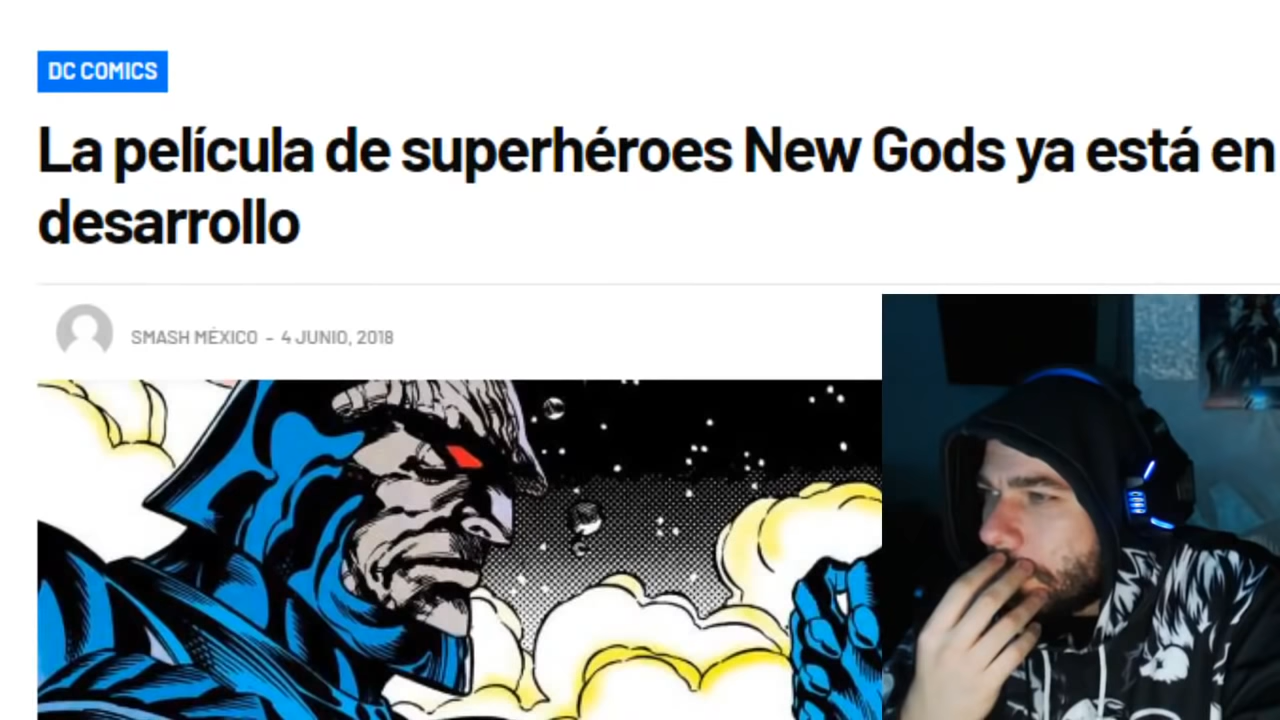 DC COMICS
La película de superhéroes New Gods ya está en
desarrollo
SMASH MÉXICO - 4 JUNIO, 2018